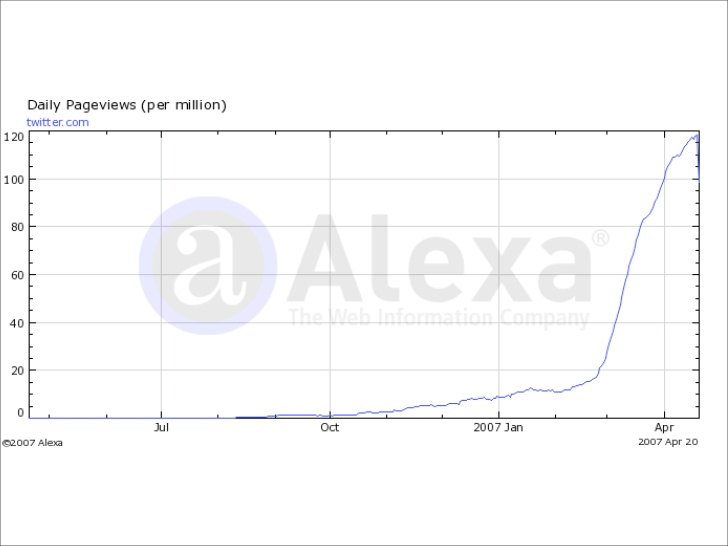 Daily Pageviews (per million)
twitter.com
120
100
80
60
40
20
0
a Alexa®
The Web Information Company
Jul Oct 2007 Jan Apr
©2007 Alexa 2007 Apr 20